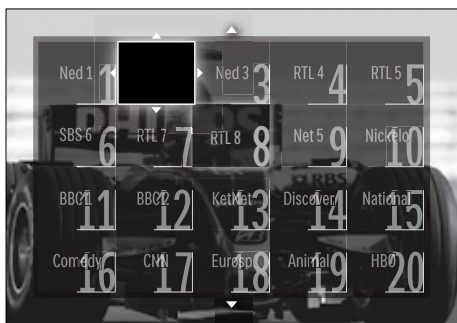 Ned 1 1 Ned 3 3 RTL 4 4 RTL 5 5
SBS 6 6 RTL 7 7 RTL 8 8 Net 5 9 Nickelo 10
BBC1 11 BBC2 12 KetNet 13 Discover 14 National 15
Comedy 16 CNN 17 Eurosp 18 Animal 19 HBO 20
RBS